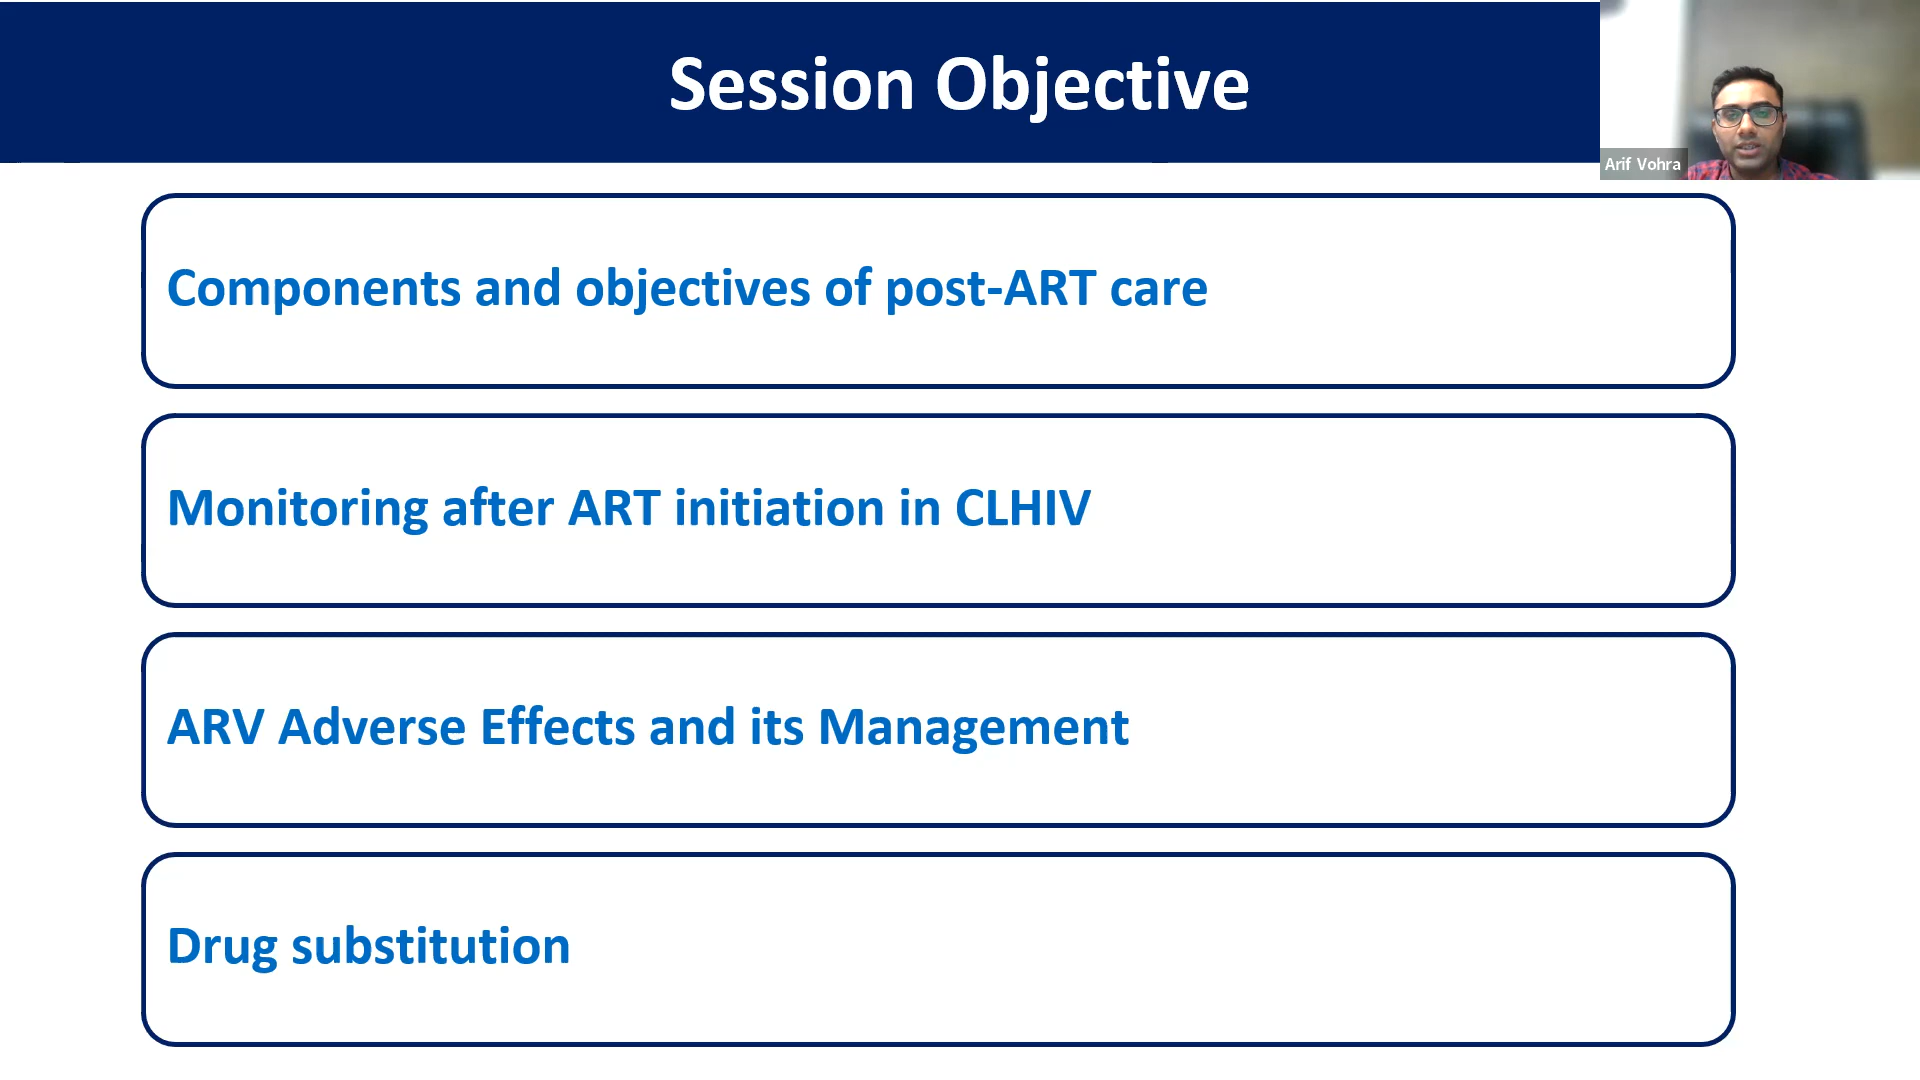 Session Objective
Arif Vohra
Components and objectives of post-ART care
Monitoring after ART initiation in CLHIV
ARV Adverse Effects and its Management
Drug substitution